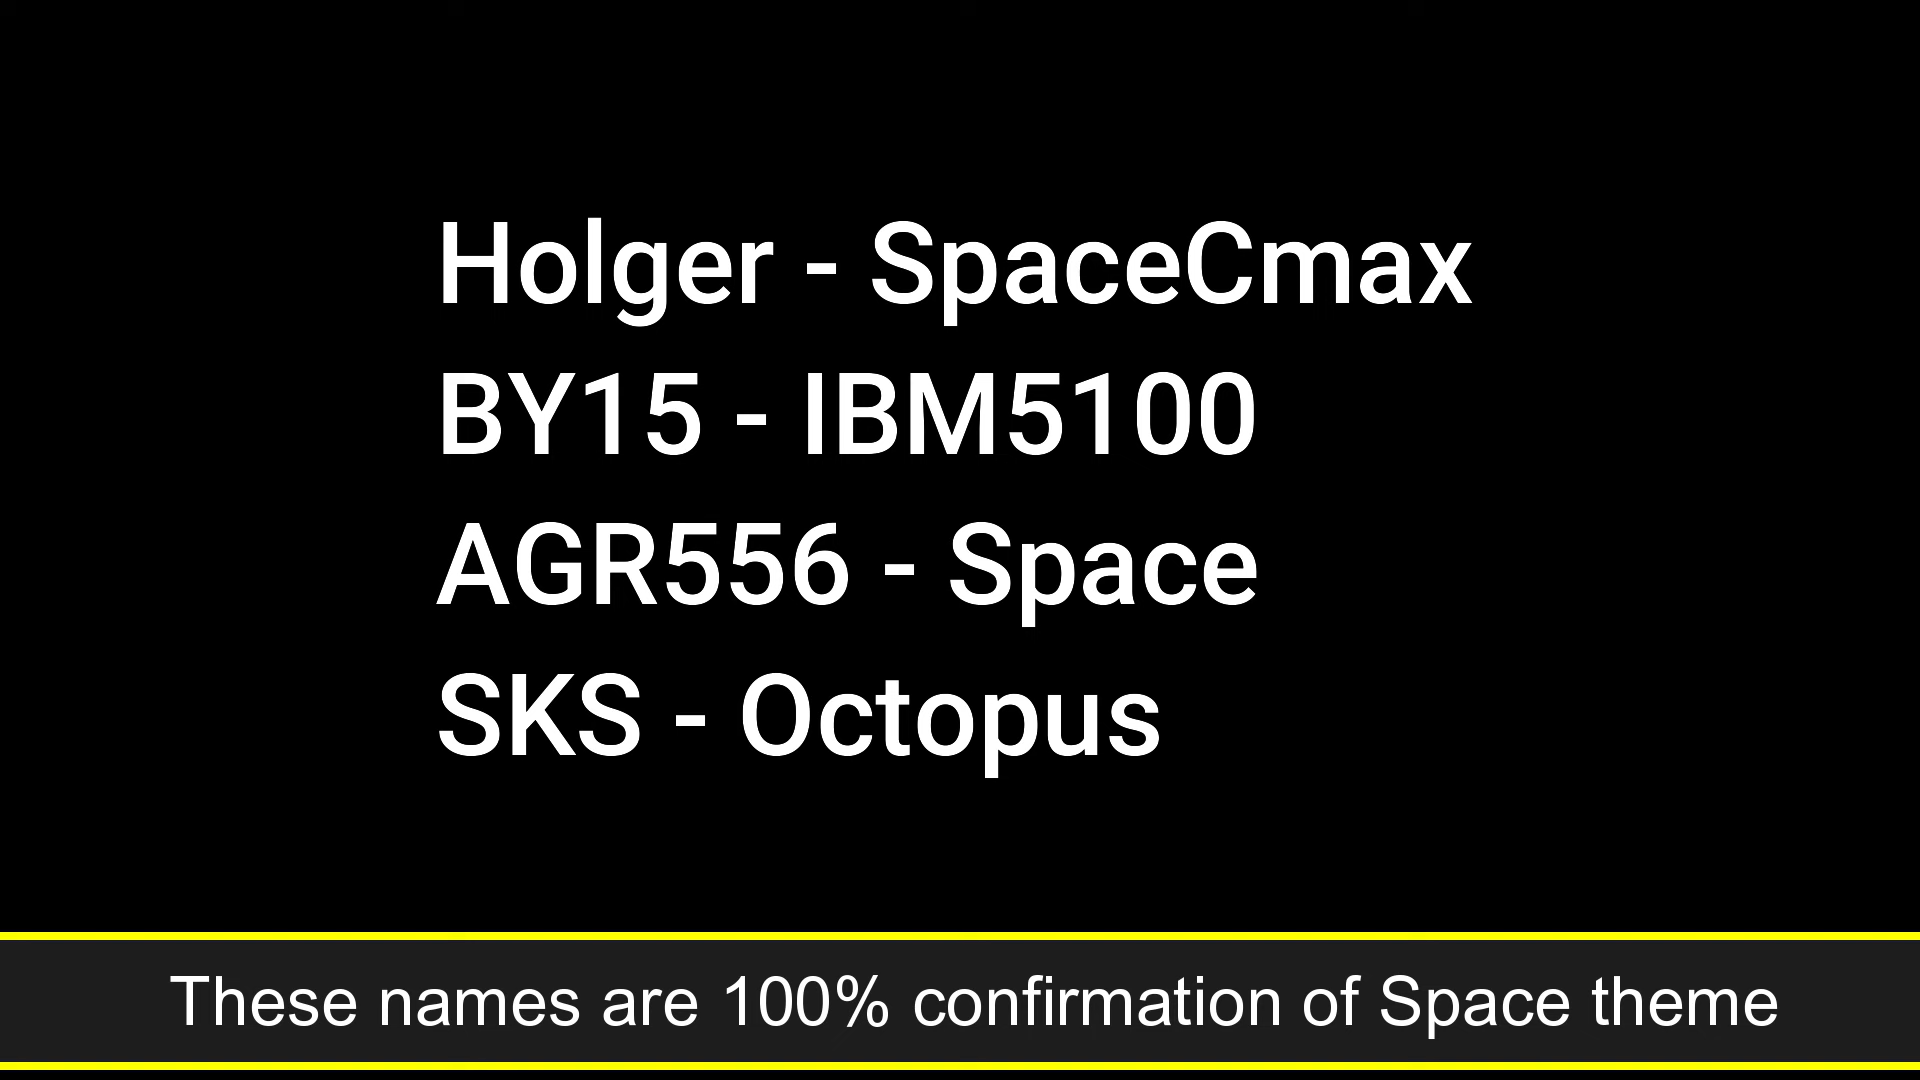 Holger - SpaceCmax
BY15 - IBM5100
AGR556 - Space
SKS - Octopus
These names are 100% confirmation of Space theme